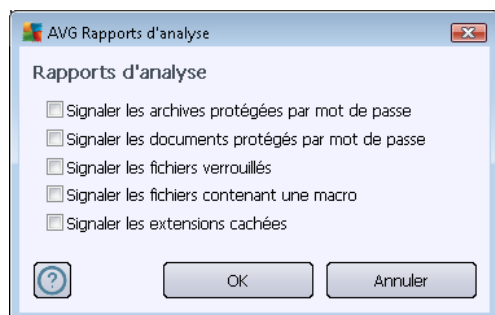 AVG Rapports d'analyse
Rapports d'analyse
Signaler les archives protégées par mot de passe
Signaler les documents protégés par mot de passe
Signaler les fichiers verrouillés
Signaler les fichiers contenant une macro
Signaler les extensions cachées
? OK Annuler